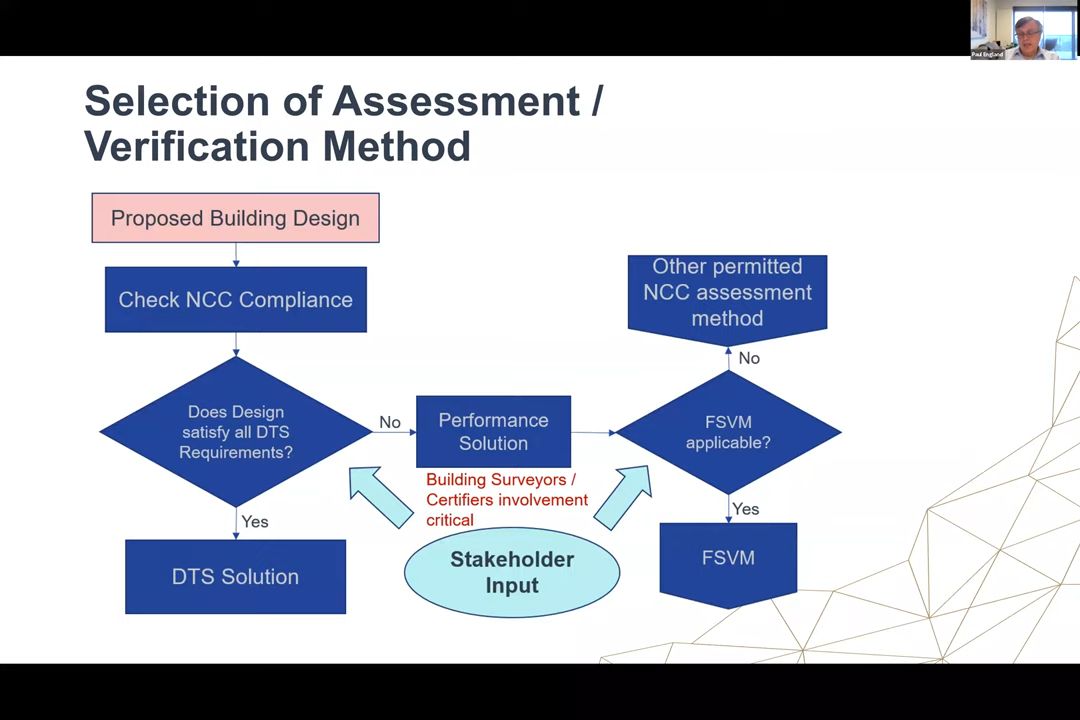 Paul England
Selection of Assessment /
Verification Method
Proposed Building Design
Check NCC Compliance
Does Design
satisfy all DTS
Requirements?
No
Yes
DTS Solution
Performance
Solution
Building Surveyors /
Certifiers involvement
critical
Stakeholder
Input
Other permitted
NCC assessment
method
No
FSVM
applicable?
Yes
FSVM